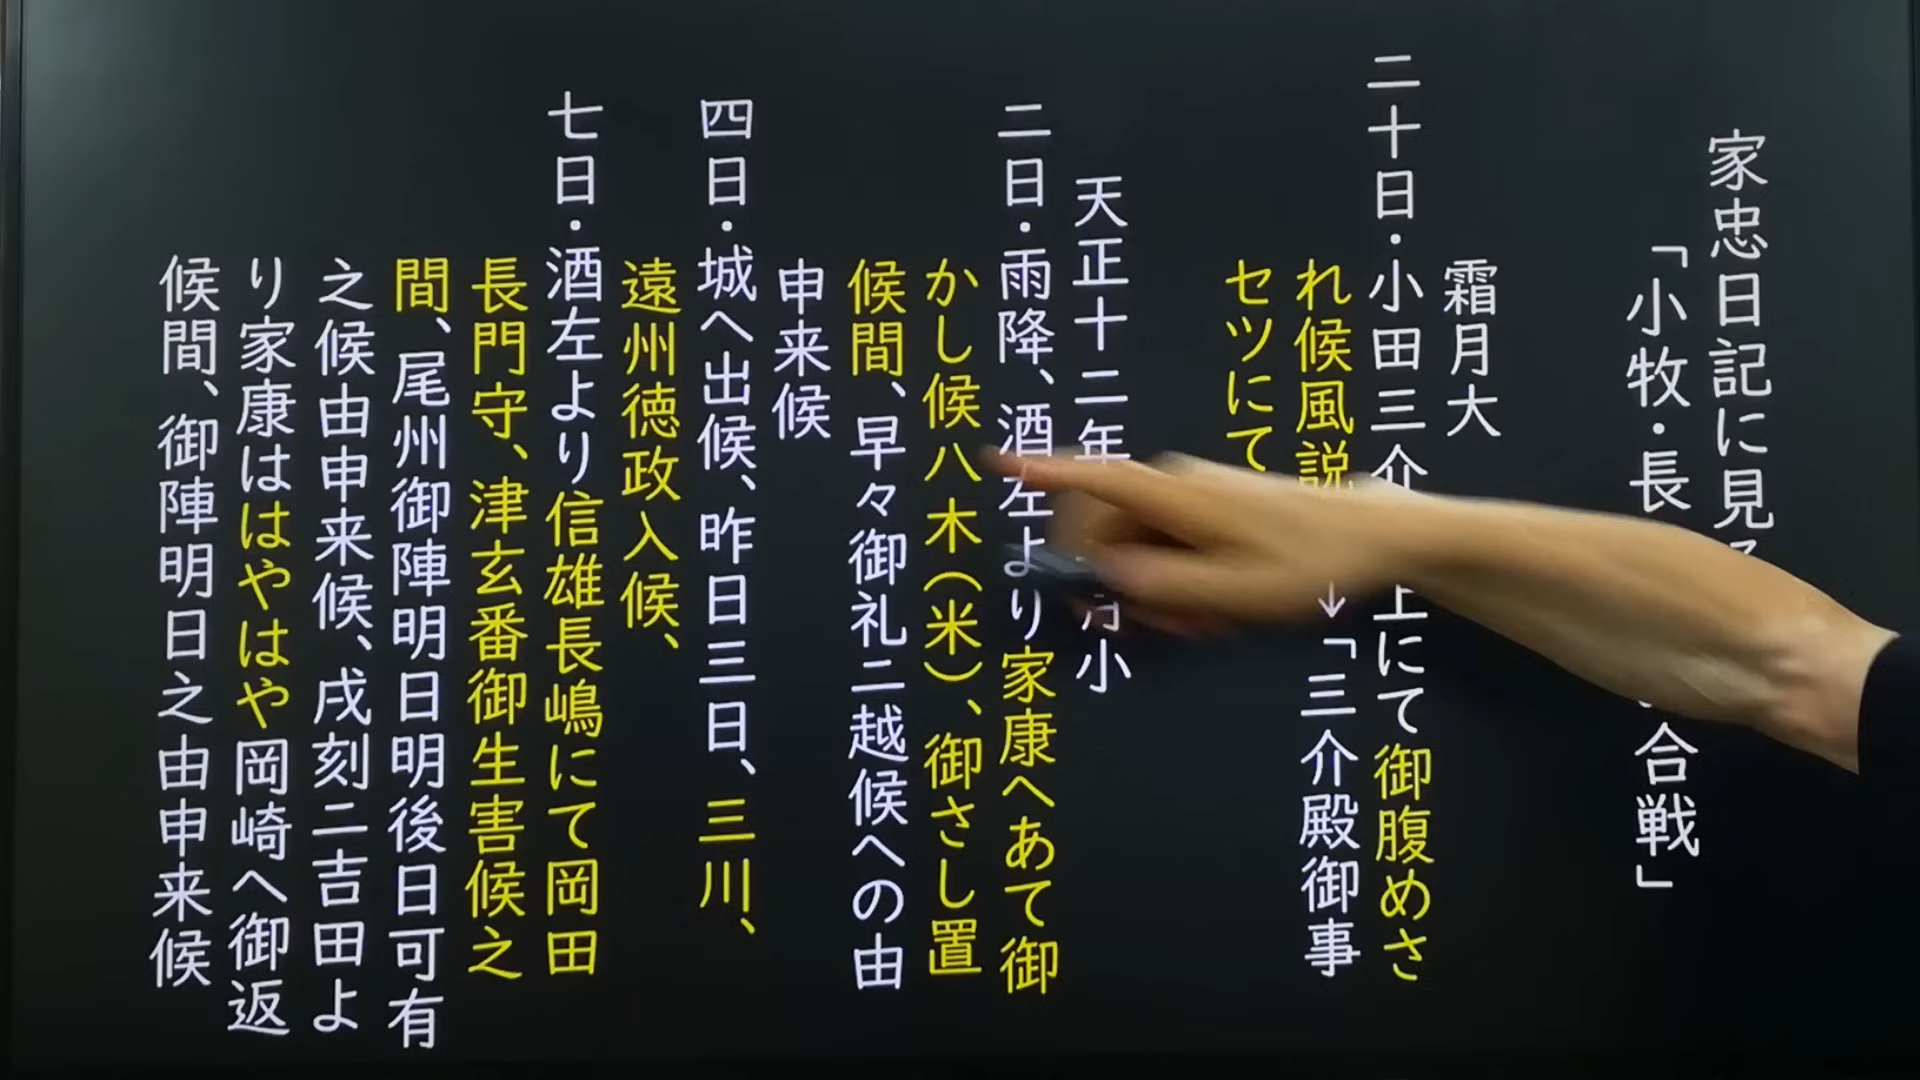 家忠日記に見
「小牧・長 合戦」
霜月大
二十日・小田三介 上にて御腹めさ
れ候風説 →「三介殿御事
セツにて
天正十二年 月小
二日・雨降、酒左より家康へあて御
かし候八木(米)、御さし置
候間、早々御礼ニ越候への由
申来候
四日・城へ出候、昨日三日、三川、
遠州徳政入候、
七日・酒左より信雄長嶋にて岡田
長門守、津玄番御生害候之
間、尾州御陣明日明後日可有
之候由申来候、戌刻ニ吉田よ
り家康ははやはや岡崎へ御返
候間、御陣明日之由申来候